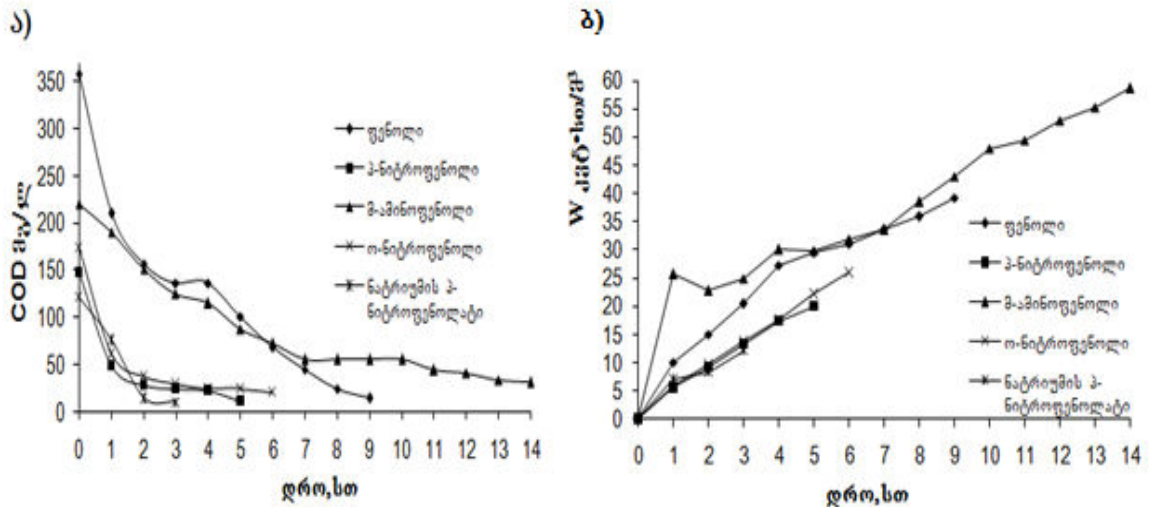 ა)
COD მგ/ლ
350
300
250
200
150
100
50
0
0 1 2 3 4 5 6 7 8 9 10 11 12 13 14
დრო,სთ
ფენოლი
პ-ნიტროფენოლი
მ-ამინოფენოლი
ო-ნიტროფენოლი
ნატრიუმის პ-
ნიტროფენოლატი
ბ)
W კვტ•სთ/მ³
60
55
50
45
40
35
30
25
20
15
10
5
0
0 1 2 3 4 5 6 7 8 9 10 11 12 13 14
დრო,სთ
ფენოლი
პ-ნიტროფენოლი
მ-ამინოფენოლი
ო-ნიტროფენოლი
ნატრიუმის პ-
ნიტროფენოლატი